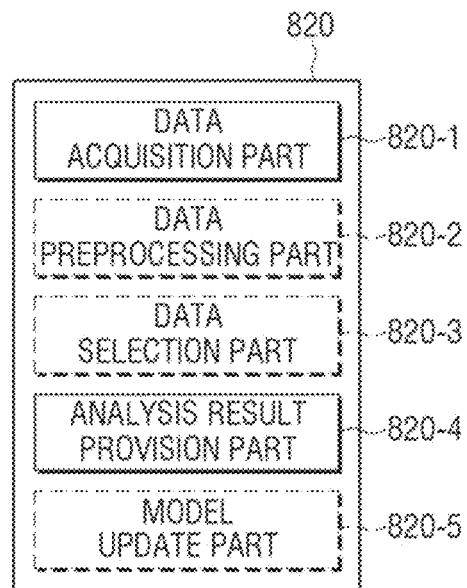 820
DATA
ACQUISITION PART
820-1
DATA
PREPROCESSING PART
820-2
DATA
SELECTION PART
820-3
ANALYSIS RESULT
PROVISION PART
820-4
MODEL
UPDATE PART
820-5